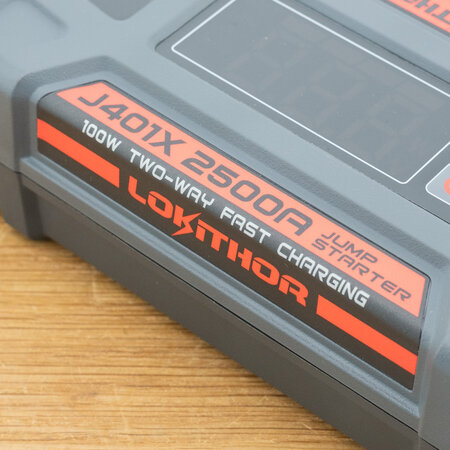 J401X 2500A JUMP STARTER
100W TWO-WAY FAST CHARGING
LOKITHOR